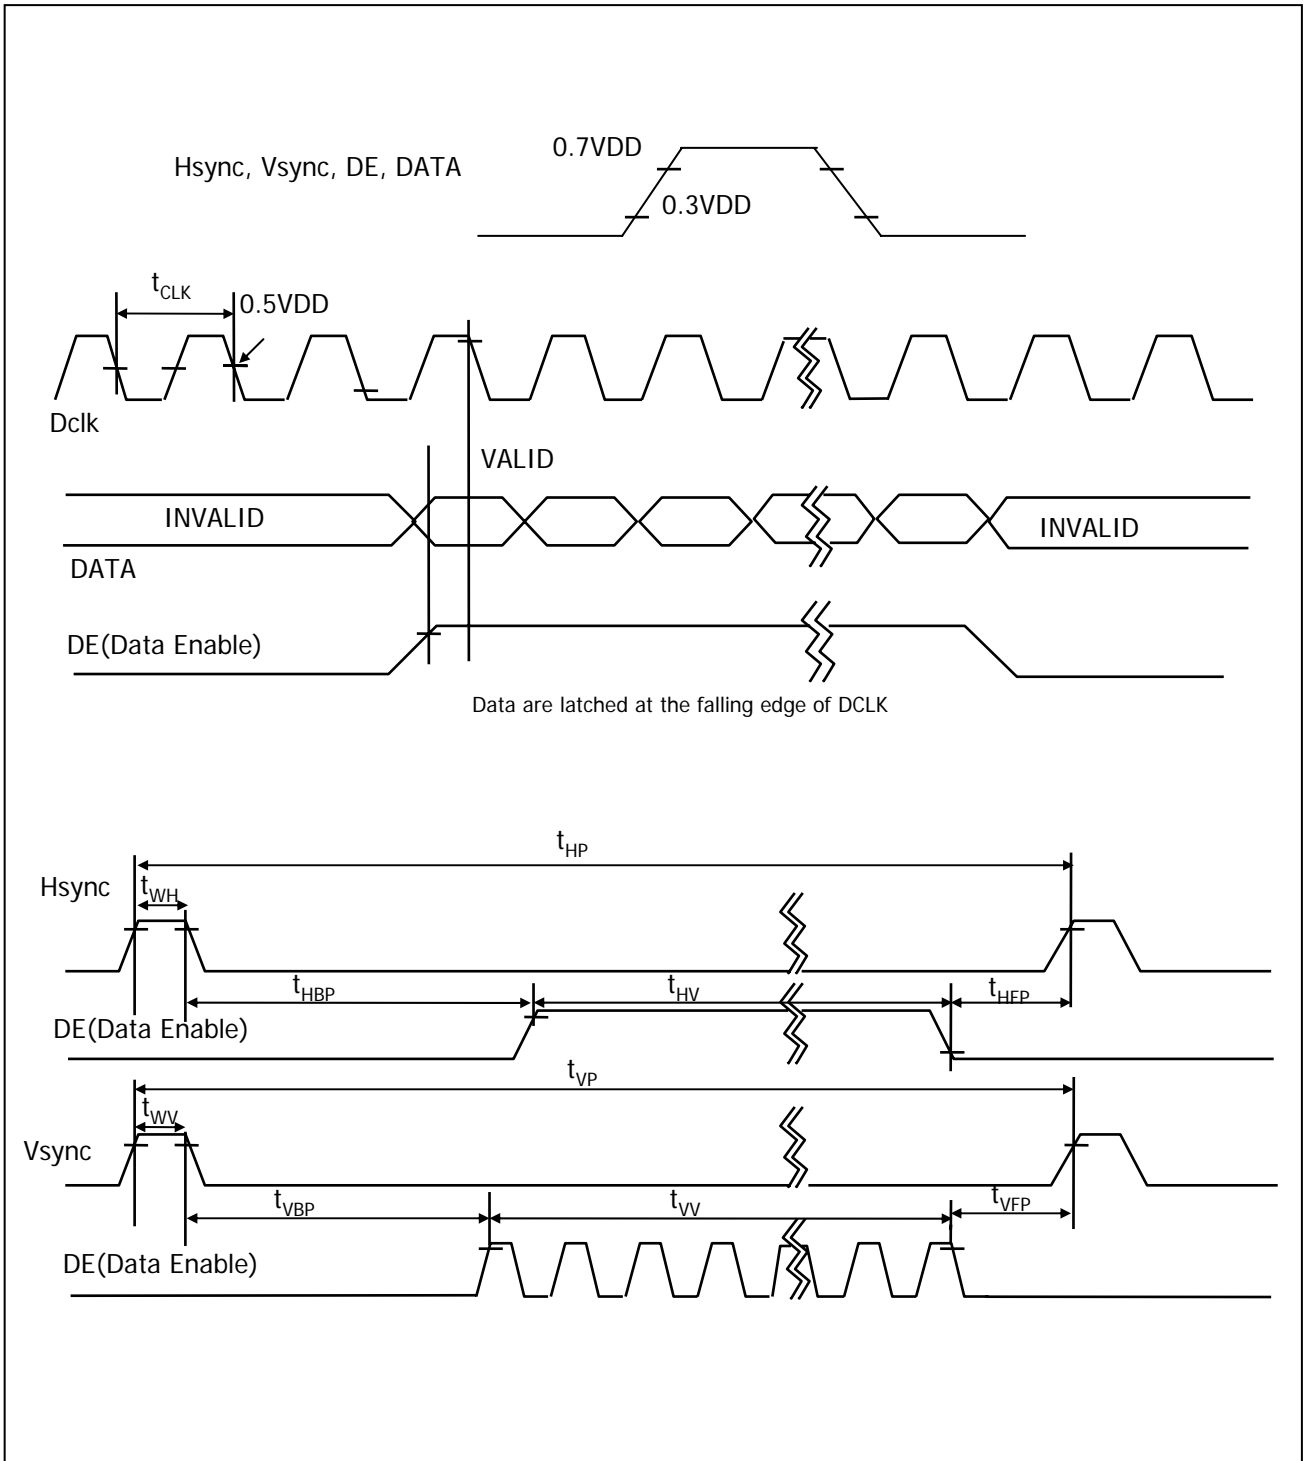 0.7VDD
Hsync, Vsync, DE, DATA
0.3VDD
tCLK
0.5VDD
Dclk
VALID
INVALID
INVALID
DATA
DE(Data Enable)
Data are latched at the falling edge of DCLK
tHP
Hsync
tWH
tHBP
tHV
tHFP
DE(Data Enable)
tVP
tWV
Vsync
tVBP
tVV
tVFP
DE(Data Enable)